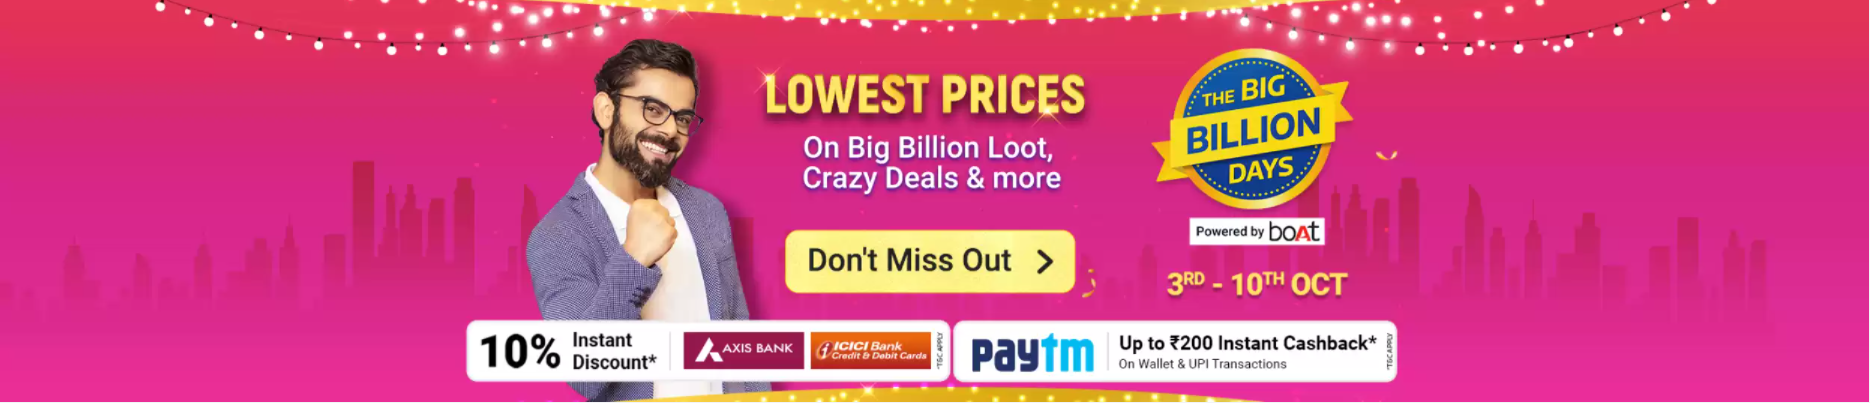 LOWEST PRICES
On Big Billion Loot,
Crazy Deals & more
Don't Miss Out
THE BIG
BILLION
DAYS
Powered by boAt
3RD - 10TH OCT
10% Instant
Discount*
AXIS BANK
ICICI Bank
Credit & Debit Cards
*T&C APPLY
paytm
Up to ₹200 Instant Cashback*
On Wallet & UPI Transactions
*T&C APPLY